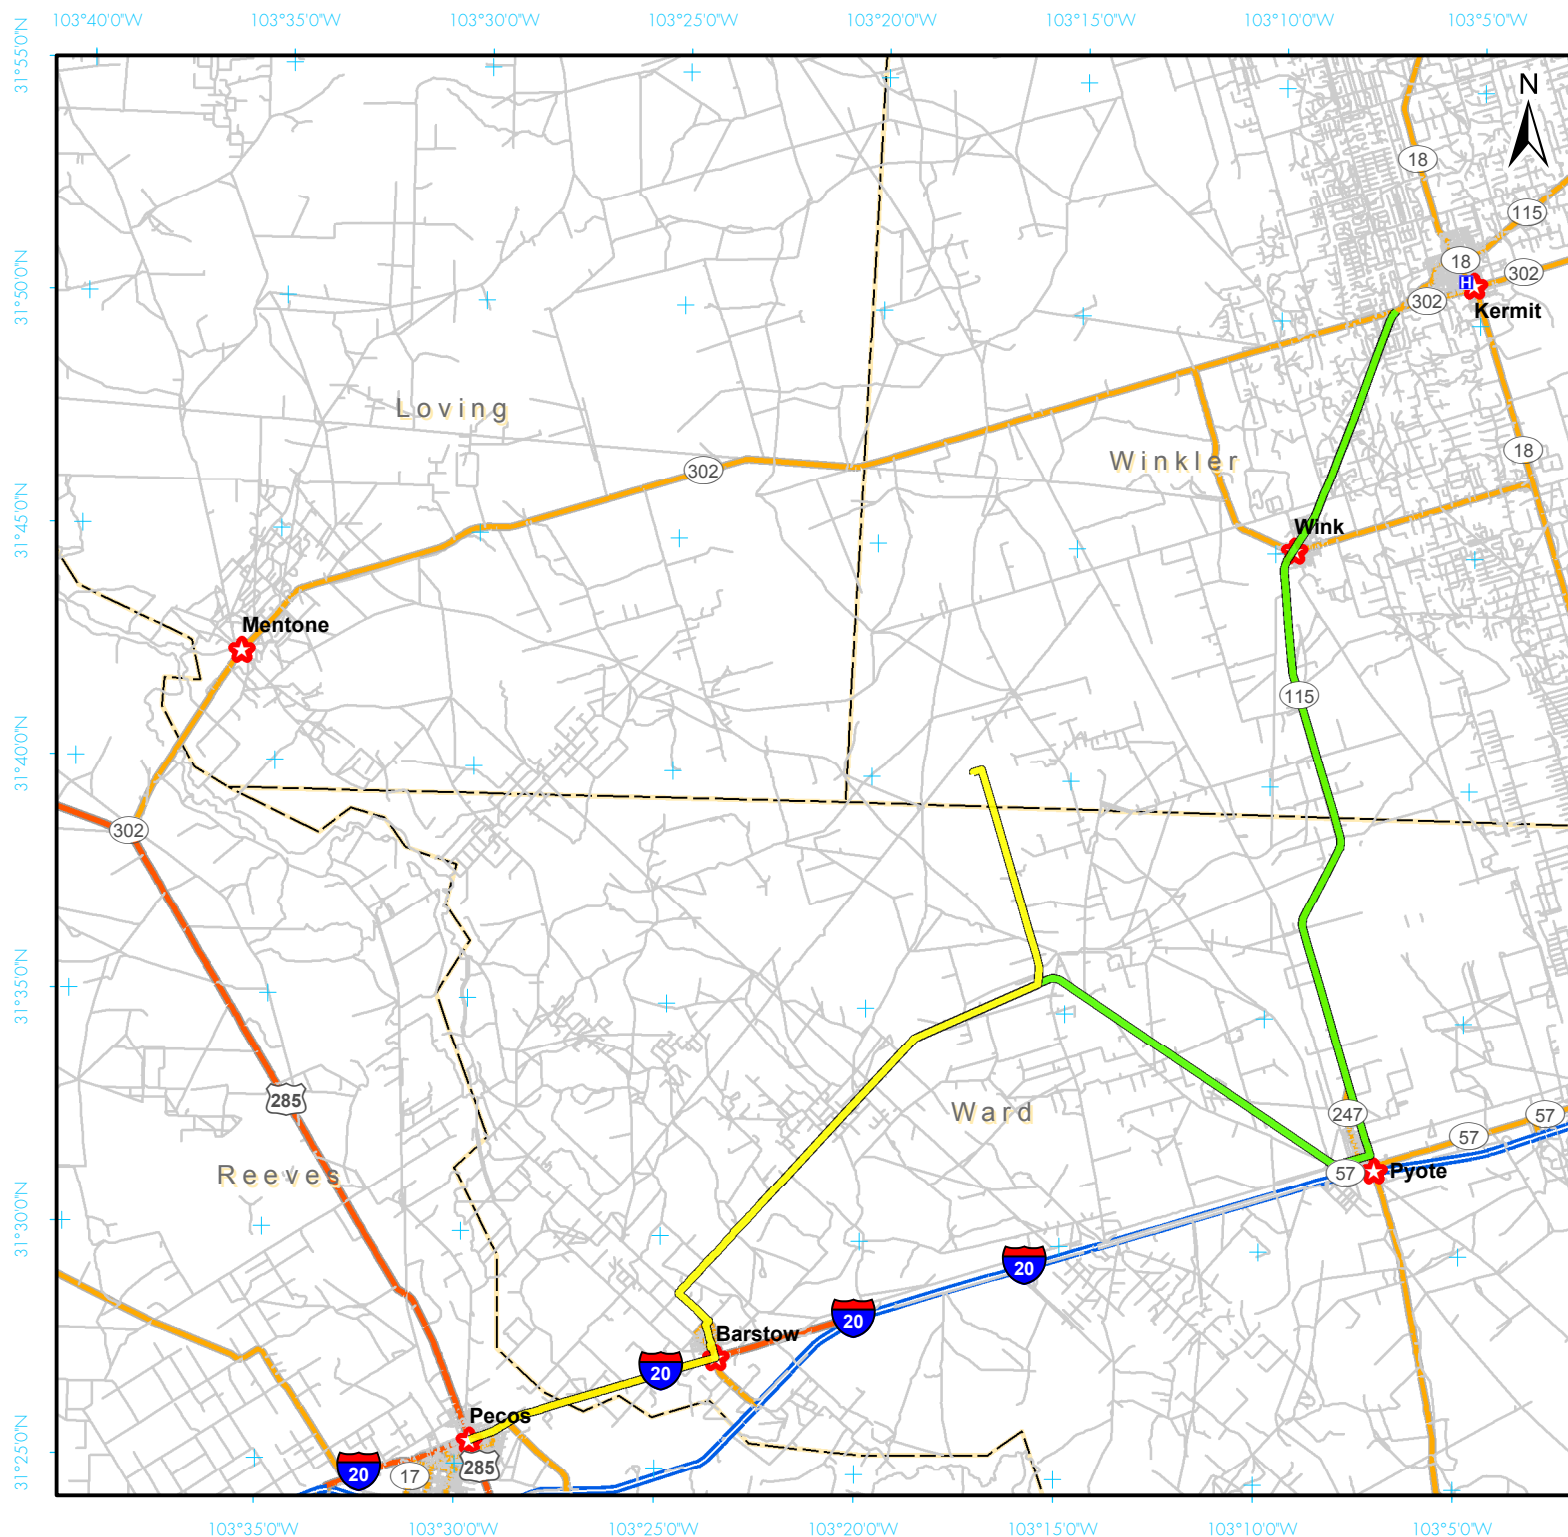 103°40'0"W 103°35'0"W 103°30'0"W 103°25'0"W 103°20'0"W 103°15'0"W 103°10'0"W 103°5'0"W
31°55'0"N
N
18
115
31°50'0"N
18
H
302
302
Kermit
Loving
Winkler
302
18
31°45'0"N
Wink
Mentone
115
31°40'0"N
302
31°35'0"N
285
Ward
247
57
57
Reeves
57
Pyote
31°30'0"N
20
20
Barstow
20
Pecos
31°25'0"N
20
17
285
103°35'0"W 103°30'0"W 103°25'0"W 103°20'0"W 103°15'0"W 103°10'0"W 103°5'0"W